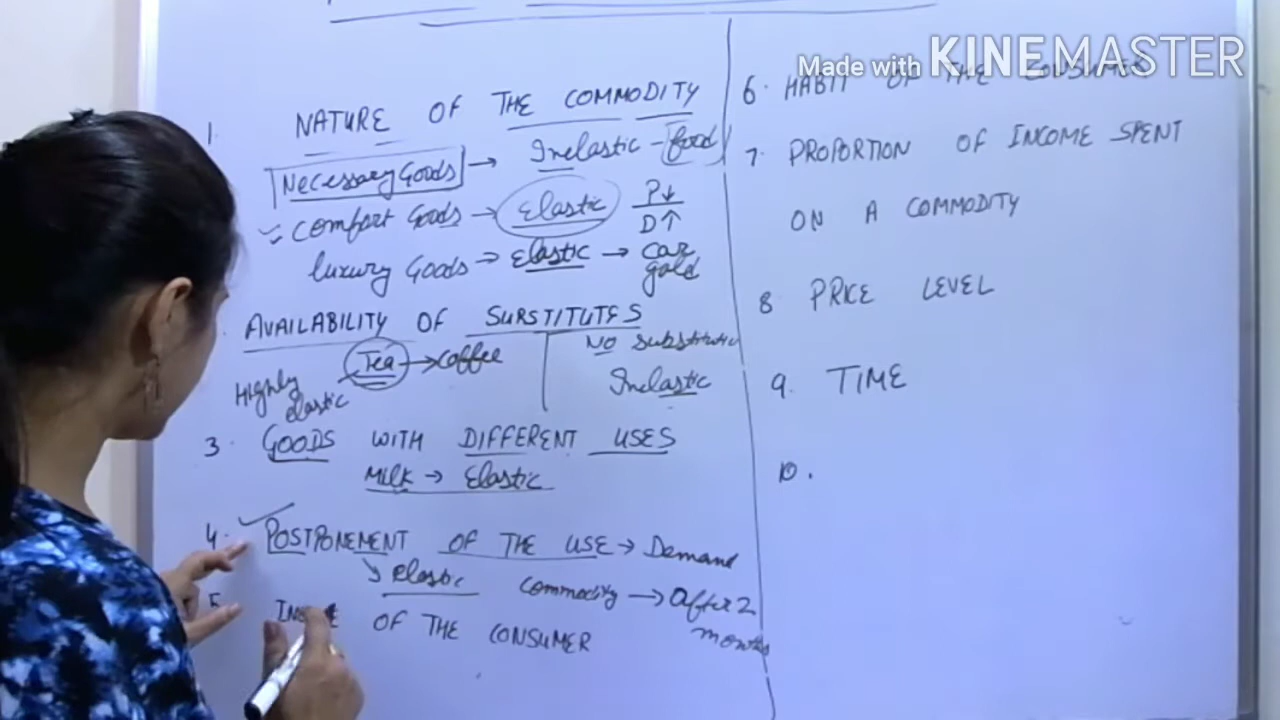 Made with KINEMASTER
1. NATURE OF THE COMMODITY
Necessary Goods → Inelastic - food
Comfort Goods → Elastic P↓
D↑
luxury Goods → Elastic → car
gold
AVAILABILITY OF SUBSTITUTES
Tea → Coffee
Highly
elastic
No substitute
Inelastic
3. GOODS WITH DIFFERENT USES
Milk → Elastic
4. POSTPONEMENT OF THE USE → Demand
↘ Elastic commodity → After 2
months
5 OF THE CONSUMER
6. HABIT OF THE CONSUMER
7. PROPORTION OF INCOME SPENT
ON A COMMODITY
8 PRICE LEVEL
9. TIME
10.